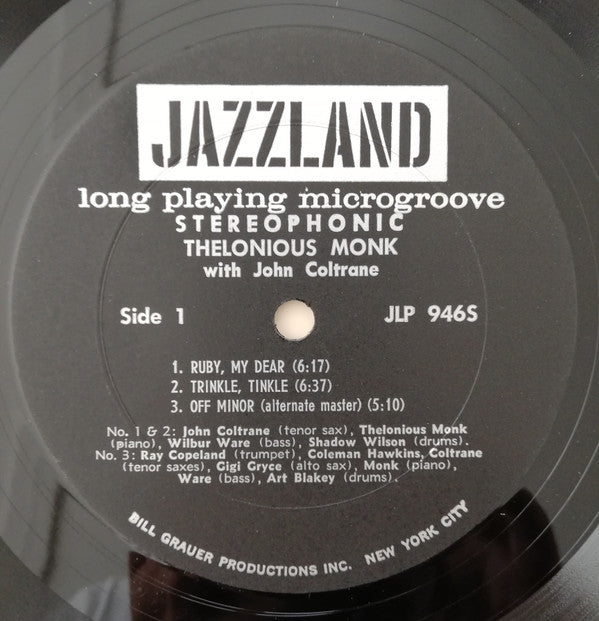 JAZZLAND
long playing microgroove
STEREOPHONIC
THELONIOUS MONK
with John Coltrane
Side 1
JLP 946S
1. RUBY, MY DEAR (6:17)
2. TRINKLE, TINKLE (6:37)
3. OFF MINOR (alternate master) (5:10)
No. 1 & 2: John Coltrane (tenor sax), Thelonious Monk
(piano), Wilbur Ware (bass), Shadow Wilson (drums).
No. 3: Ray Copeland (trumpet), Coleman Hawkins, Coltrane
(tenor saxes), Gigi Gryce (alto sax), Monk (piano),
Ware (bass), Art Blakey (drums).
BILL GRAUER PRODUCTIONS INC. NEW YORK CITY